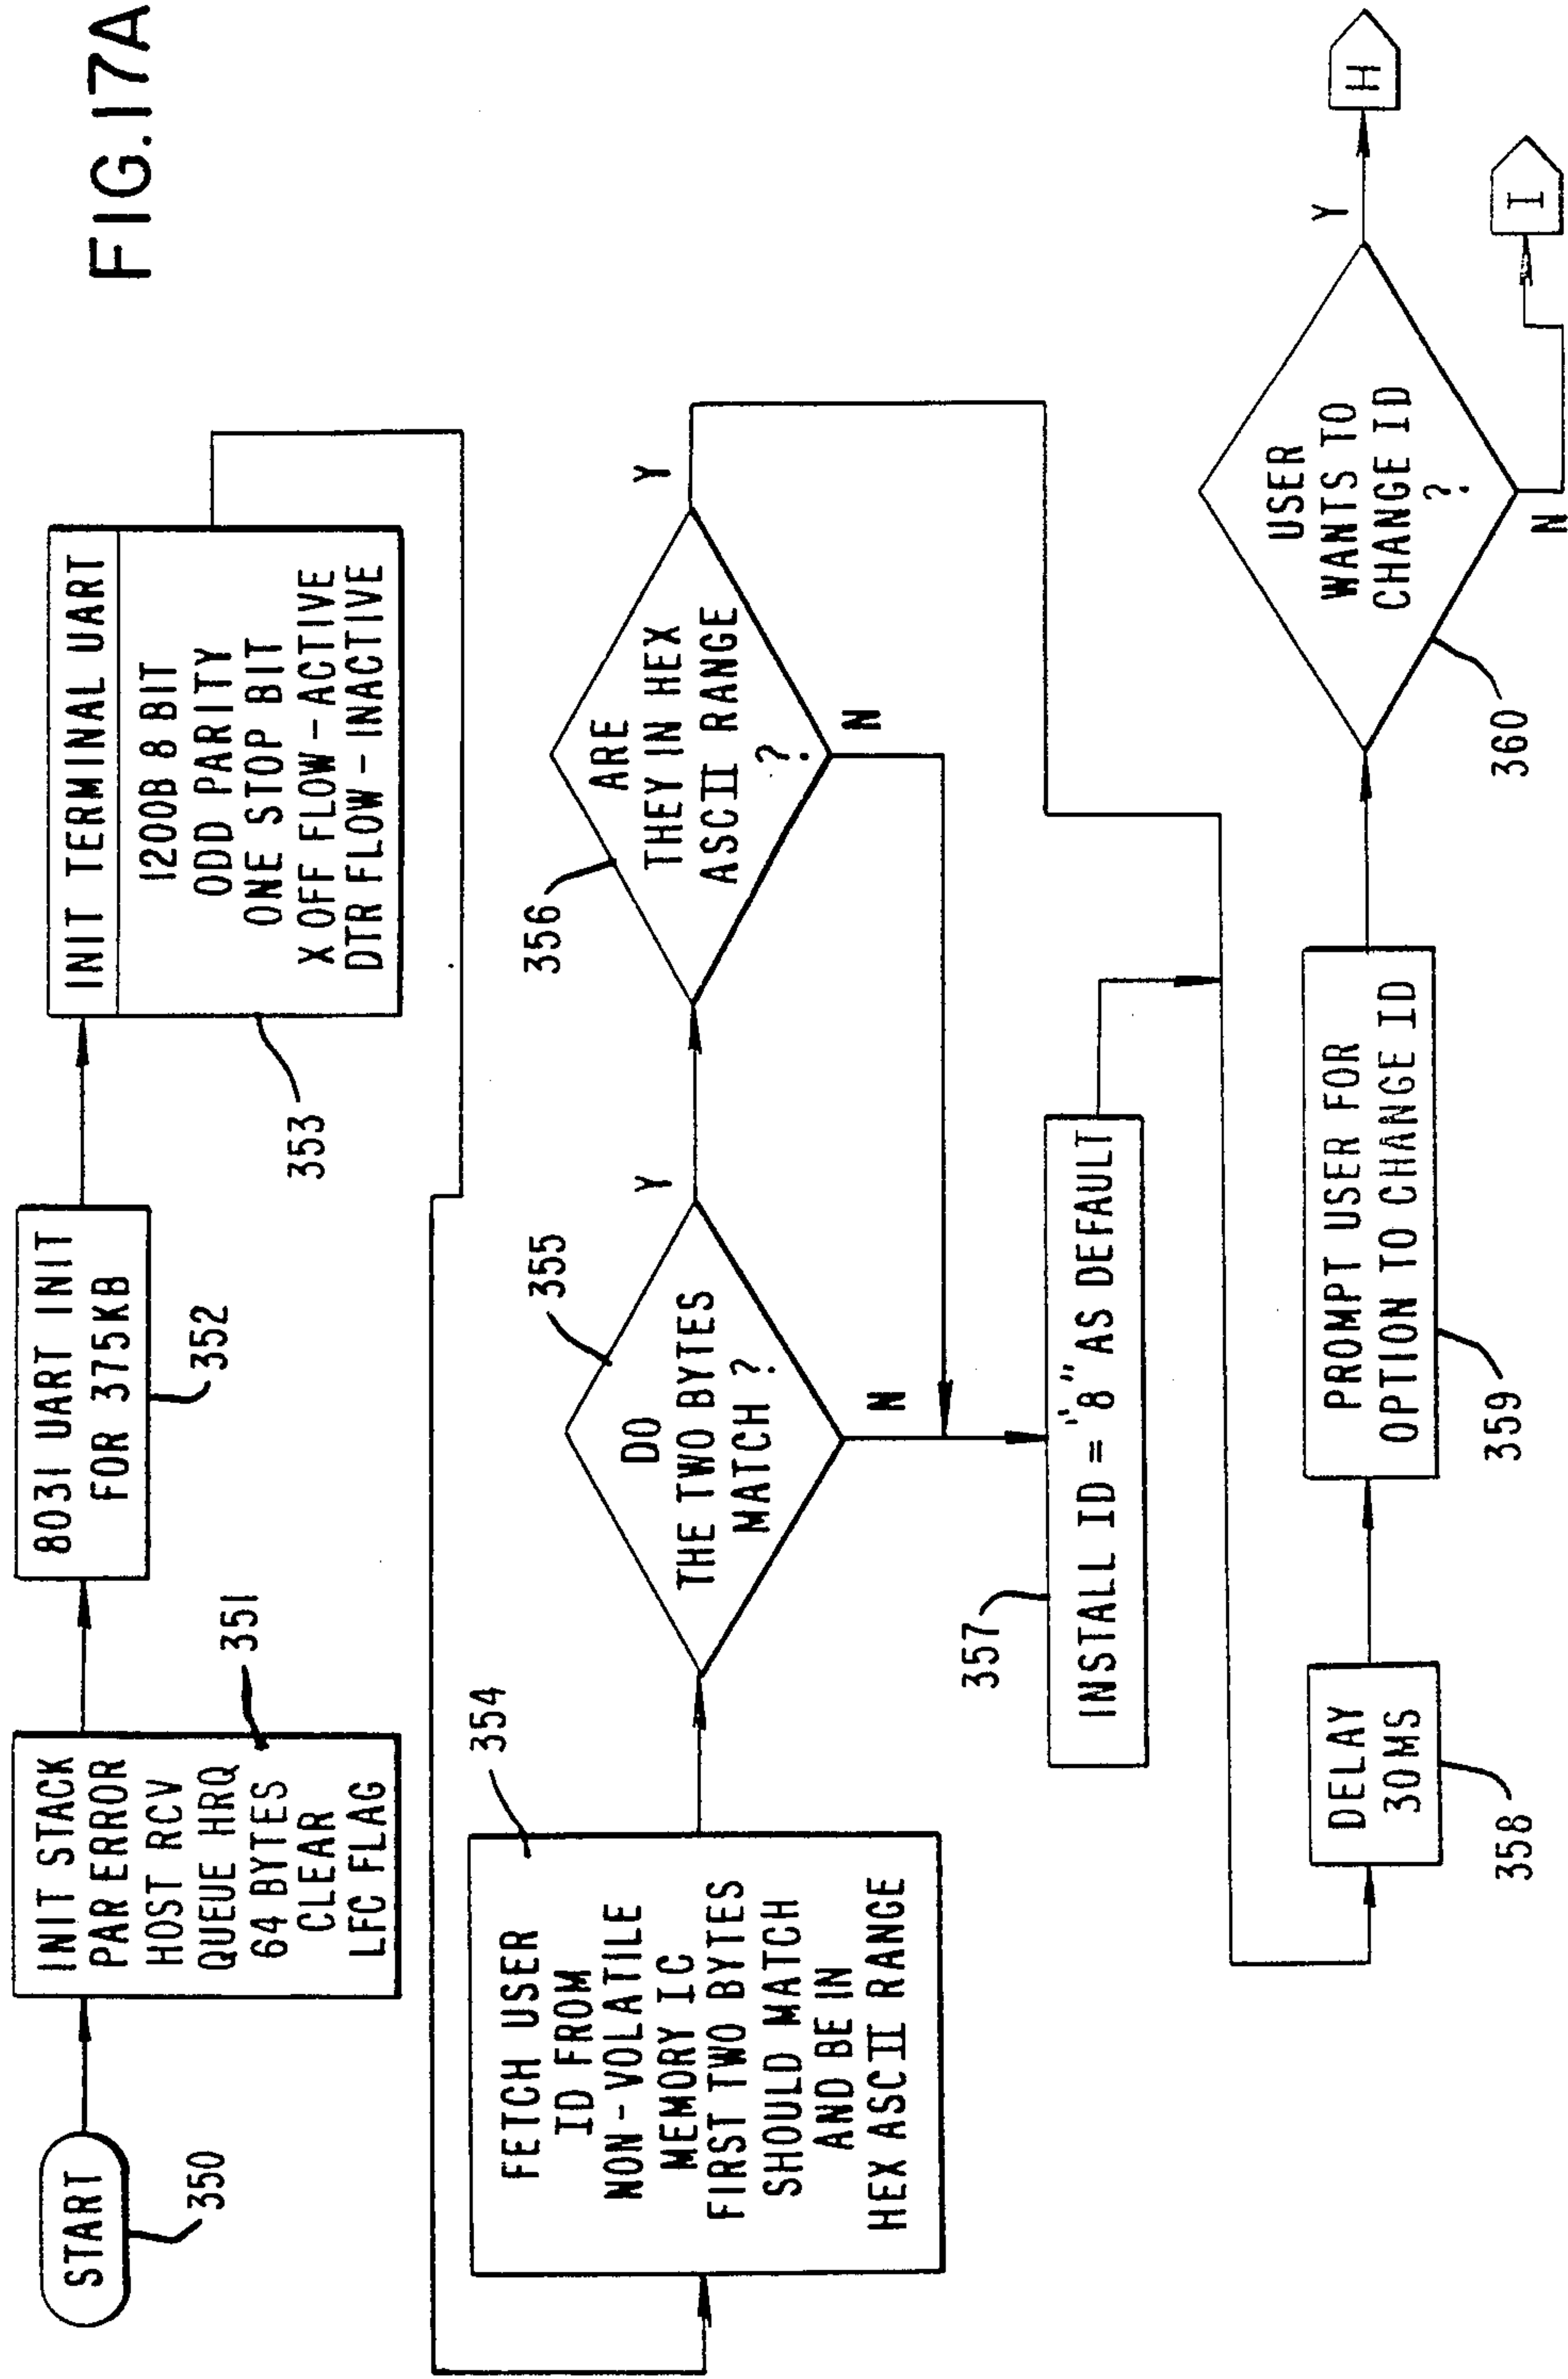 FIG.17A
START
350
INIT STACK
PAR ERROR
HOST RCV
QUEUE HRQ
64 BYTES
CLEAR
LFC FLAG
351
8031 UART INIT
FOR 375KB
352
INIT TERMINAL UART
1200B 8 BIT
ODD PARITY
ONE STOP BIT
X OFF FLOW-ACTIVE
DTR FLOW-INACTIVE
353
FETCH USER
ID FROM
NON-VOLATILE
MEMORY IC
FIRST TWO BYTES
SHOULD MATCH
AND BE IN
HEX ASCII RANGE
354
DO
THE TWO BYTES
MATCH ?
355
Y
N
ARE
THEY IN HEX
ASCII RANGE
?
356
Y
N
INSTALL ID = "8" AS DEFAULT
357
DELAY
30MS
358
PROMPT USER FOR
OPTION TO CHANGE ID
359
USER
WANTS TO
CHANGE ID
?
360
Y
H
N
I